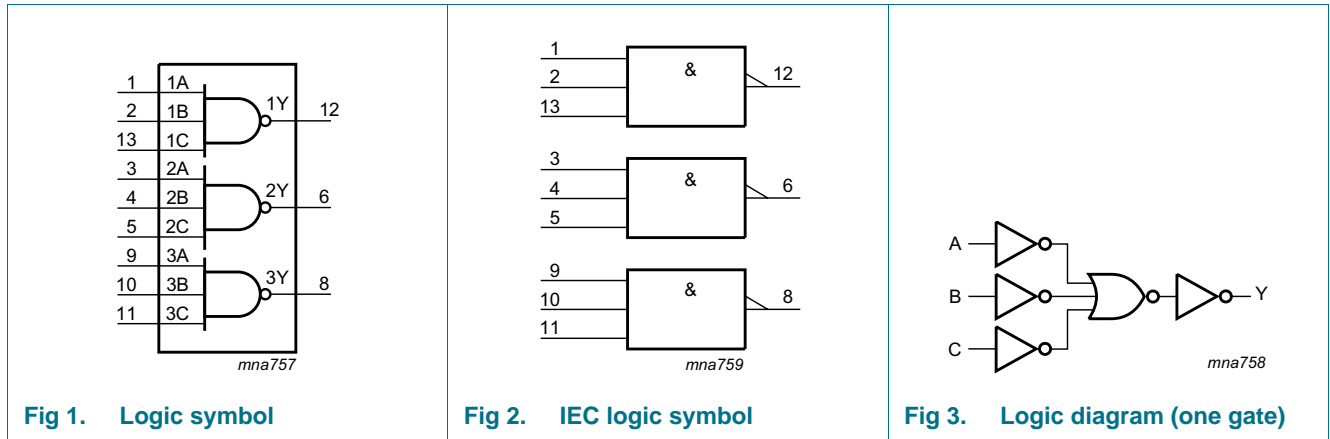 1 1A
2 1B 1Y 12
13 1C
3 2A
4 2B 2Y 6
5 2C
9 3A
10 3B 3Y 8
11 3C
mna757
Fig 1. Logic symbol
1
2 & 12
13
3
4 & 6
5
9
10 & 8
11
mna759
Fig 2. IEC logic symbol
A
B Y
C
mna758
Fig 3. Logic diagram (one gate)